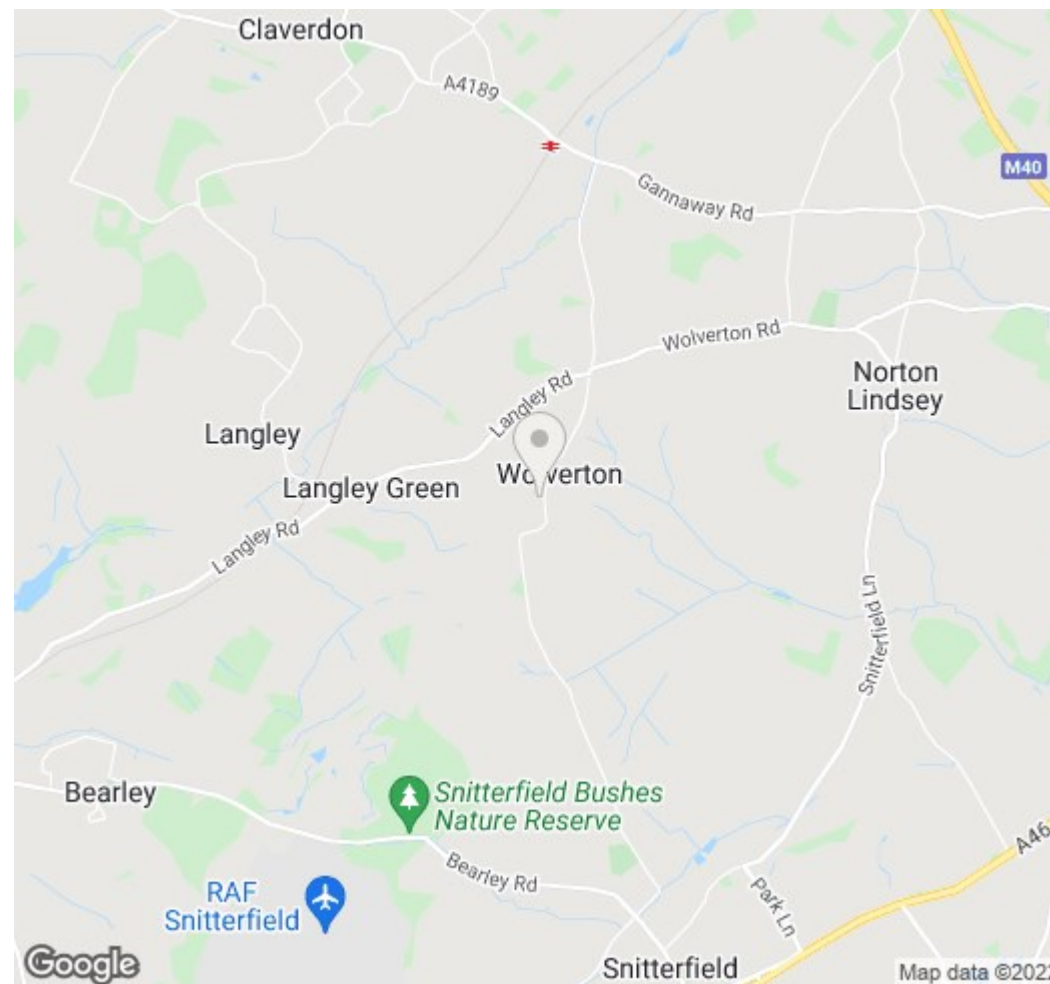 Claverdon
A4189
M40
Gannaway Rd
Wolverton Rd
Norton
Lindsey
Langley Rd
Langley
Wolverton
Langley Green
Langley Rd
Snitterfield Ln
Bearley
Snitterfield Bushes
Nature Reserve
A46
Bearley Rd
RAF
Snitterfield
Park Ln
Snitterfield
Google
Map data ©2022